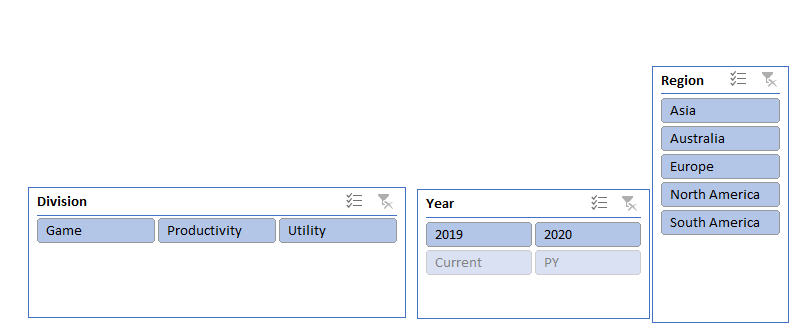 Division
Game Productivity Utility
Year
2019 2020
Current PY
Region
Asia
Australia
Europe
North America
South America